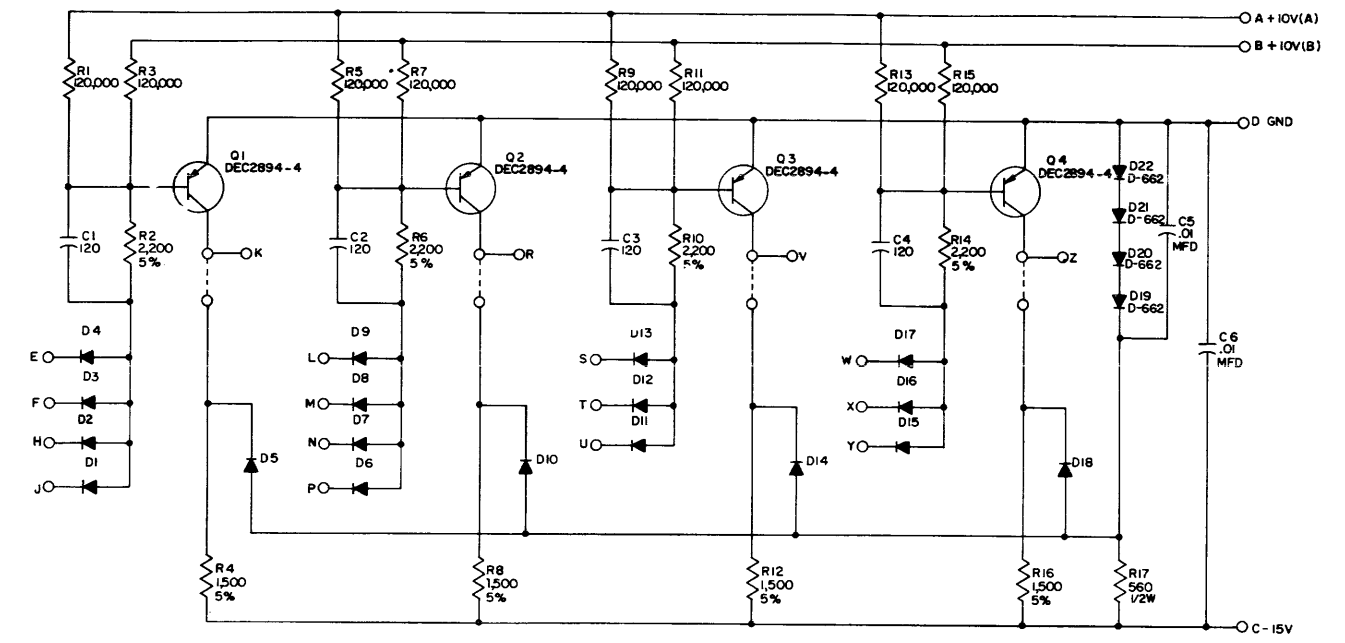 A +10V(A)
B +10V(B)
R1
120,000
R3
120,000
R5
120,000
R7
120,000
R9
120,000
R11
120,000
R13
120,000
R15
120,000
D GND
Q1
DEC2894-4
Q2
DEC2894-4
Q3
DEC2894-4
Q4
DEC2894-4
D22
D-662
D21
D-662
D20
D-662
D19
D-662
C5
.01
MFD
C6
.01
MFD
C1
120
R2
2,200
5%
K
C2
120
R6
2,200
5%
R
C3
120
R10
2,200
5%
V
C4
120
R14
2,200
5%
Z
D4
E
D3
F
D2
H
D1
J
D5
D9
L
D8
M
D7
N
D6
P
D10
D13
S
D12
T
D11
U
D14
D17
W
D16
X
D15
Y
D18
R4
1,500
5%
R8
1,500
5%
R12
1,500
5%
R16
1,500
5%
R17
560
1/2W
C-15V